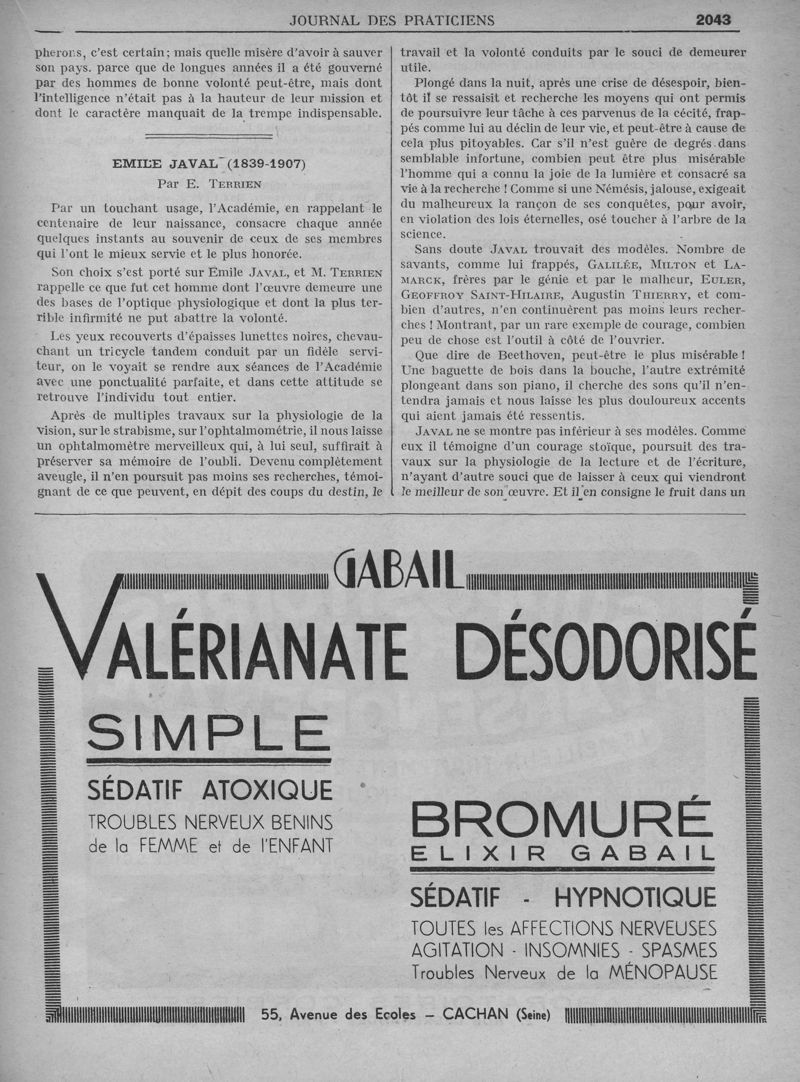 JOURNAL DES PRATICIENS 2043
pherons, c'est certain; mais quelle misère d'avoir à sauver
son pays. parce que de longues années il a été gouverné
par des hommes de bonne volonté peut-être, mais dont
l'intelligence n'était pas à la hauteur de leur mission et
dont le caractère manquait de la trempe indispensable.
EMILE JAVAL (1839-1907)
Par E. TERRIEN
Par un touchant usage, l'Académie, en rappelant le
centenaire de leur naissance, consacre chaque année
quelques instants au souvenir de ceux de ses membres
qui l'ont le mieux servie et le plus honorée.
Son choix s'est porté sur Emile JAVAL, et M. TERRIEN
rappelle ce que fut cet homme dont l'œuvre demeure une
des bases de l'optique physiologique et dont la plus ter-
rible infirmité ne put abattre la volonté.
Les yeux recouverts d'épaisses lunettes noires, chevau-
chant un tricycle tandem conduit par un fidèle servi-
teur, on le voyait se rendre aux séances de l'Académie
avec une ponctualité parfaite, et dans cette attitude se
retrouve l'individu tout entier.
Après de multiples travaux sur la physiologie de la
vision, sur le strabisme, sur l'ophtalmométrie, il nous laisse
un ophtalmomètre merveilleux qui, à lui seul, suffirait à
préserver sa mémoire de l'oubli. Devenu complètement
aveugle, il n'en poursuit pas moins ses recherches, témoi-
gnant de ce que peuvent, en dépit des coups du destin, le
travail et la volonté conduits par le souci de demeurer
utile.
Plongé dans la nuit, après une crise de désespoir, bien-
tôt il se ressaisit et recherche les moyens qui ont permis
de poursuivre leur tâche à ces parvenus de la cécité, frap-
pés comme lui au déclin de leur vie, et peut-être à cause de
cela plus pitoyables. Car s'il n'est guère de degrés dans
semblable infortune, combien peut être plus misérable
l'homme qui a connu la joie de la lumière et consacré sa
vie à la recherche ! Comme si une Némésis, jalouse, exigeait
du malheureux la rançon de ses conquêtes, pour avoir,
en violation des lois éternelles, osé toucher à l'arbre de la
science.
Sans doute JAVAL trouvait des modèles. Nombre de
savants, comme lui frappés, GALILÉE, MILTON et LA-
MARCK, frères par le génie et par le malheur, EULER,
GEOFFROY SAINT-HILAIRE, Augustin THIERRY, et com-
bien d'autres, n'en continuèrent pas moins leurs recher-
ches ! Montrant, par un rare exemple de courage, combien
peu de chose est l'outil à côté de l'ouvrier.
Que dire de Beethoven, peut-être le plus misérable !
Une baguette de bois dans la bouche, l'autre extrémité
plongeant dans son piano, il cherche des sons qu'il n'en-
tendra jamais et nous laisse les plus douloureux accents
qui aient jamais été ressentis.
JAVAL ne se montre pas inférieur à ses modèles. Comme
eux il témoigne d'un courage stoïque, poursuit des tra-
vaux sur la physiologie de la lecture et de l'écriture,
n'ayant d'autre souci que de laisser à ceux qui viendront
le meilleur de son œuvre. Et il en consigne le fruit dans un
GABAIL
VALÉRIANATE DÉSODORISÉ
SIMPLE
SÉDATIF ATOXIQUE
TROUBLES NERVEUX BENINS
de la FEMME et de l'ENFANT
BROMURÉ
ELIXIR GABAIL
SÉDATIF - HYPNOTIQUE
TOUTES les AFFECTIONS NERVEUSES
AGITATION - INSOMNIES - SPASMES
Troubles Nerveux de la MÉNOPAUSE
55, Avenue des Ecoles – CACHAN (Seine)